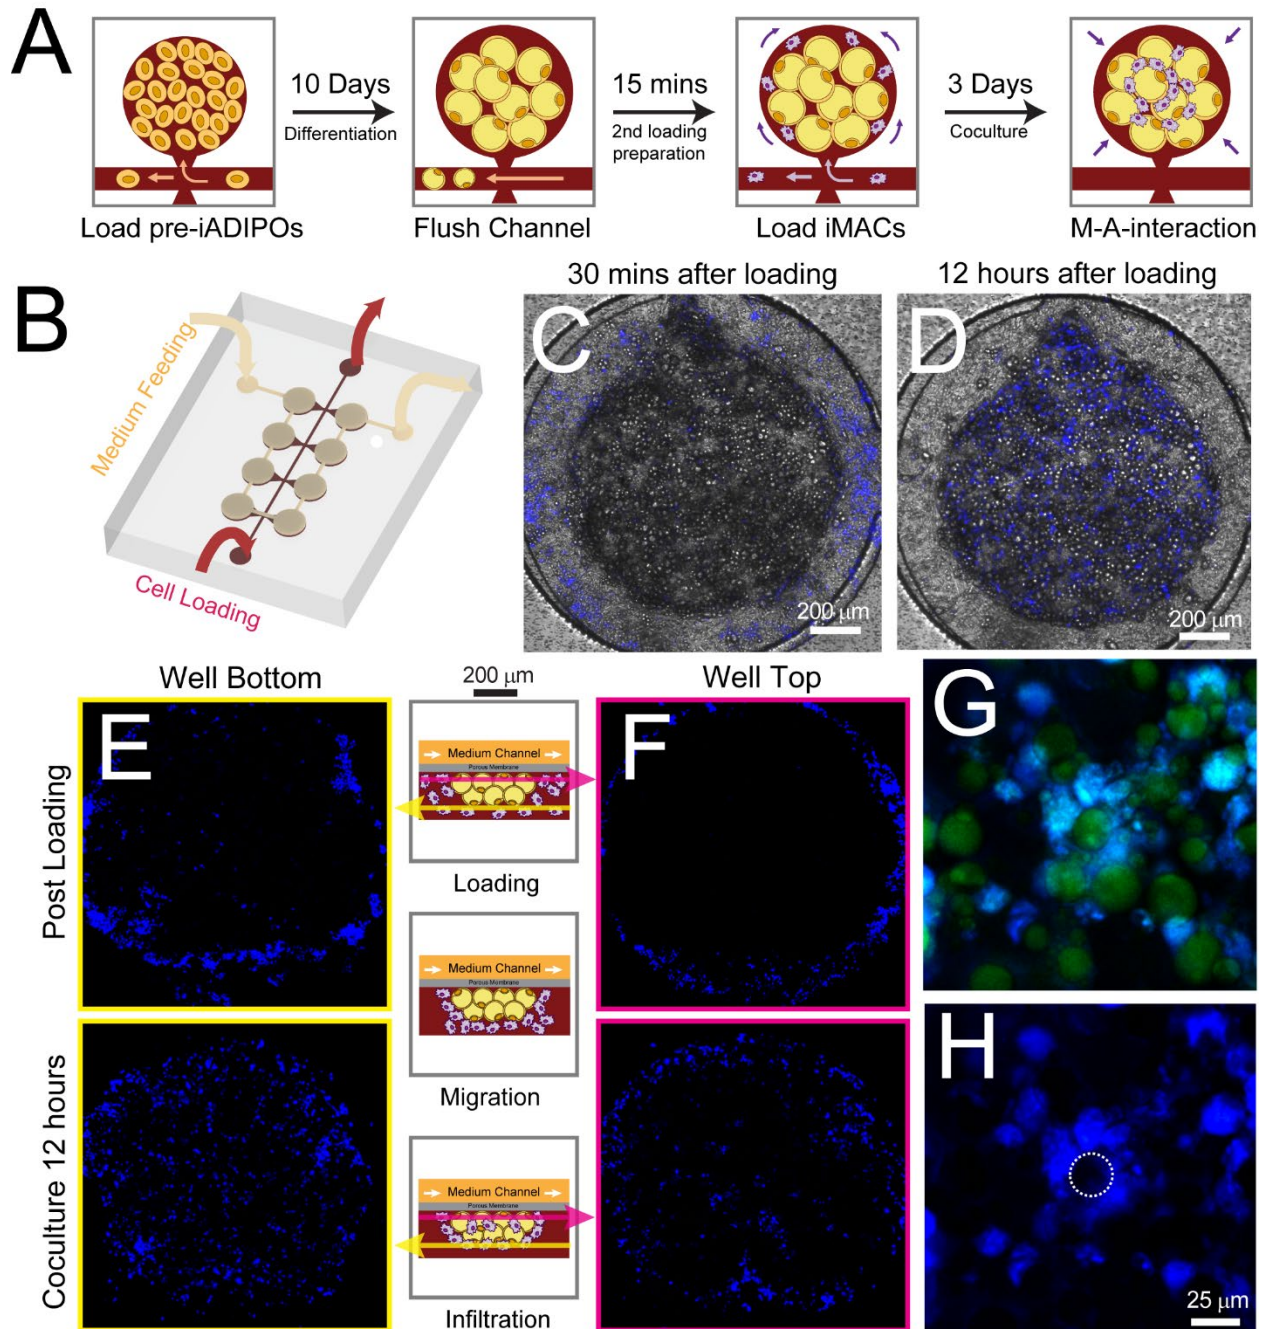 A
10 Days
Differentiation
15 mins
2nd loading
preparation
3 Days
Coculture
Load pre-iADIPOs
Flush Channel
Load iMACs
M-A-interaction
B
Medium Feeding
Cell Loading
30 mins after loading
C
200 μm
12 hours after loading
D
200 μm
Well Bottom
200 μm
Well Top
Post Loading
E
Medium Channel
Porous Membrane
Loading
F
Medium Channel
Porous Membrane
Migration
Coculture 12 hours
Medium Channel
Porous Membrane
Infiltration
G
H
25 μm